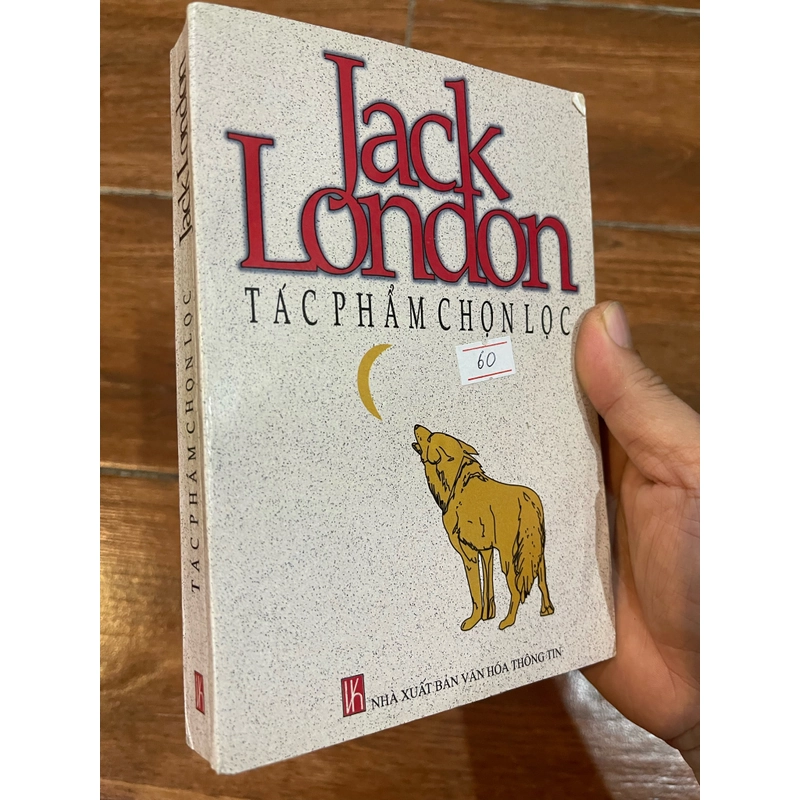 Jack
London
TÁC PHẨM CHỌN LỌC
60
NHÀ XUẤT BẢN VĂN HÓA THÔNG TIN
Jack London
TÁC PHẨM CHỌN LỌC